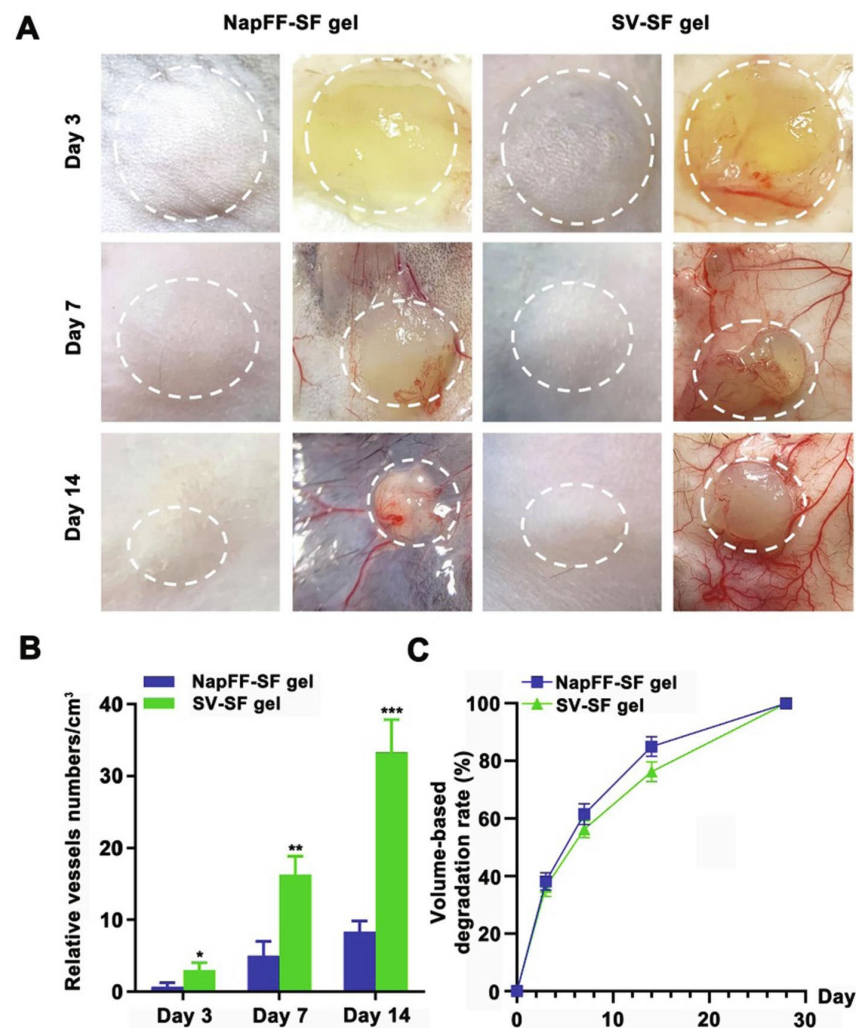 A
NapFF-SF gel
SV-SF gel
Day 3
Day 7
Day 14
B
NapFF-SF gel
SV-SF gel
Relative vessels numbers/cm³
40
30
20
10
0
*
**
***
Day 3
Day 7
Day 14
C
NapFF-SF gel
SV-SF gel
Volume-based
degradation rate (%)
100
80
60
40
20
0
0
10
20
30
Day